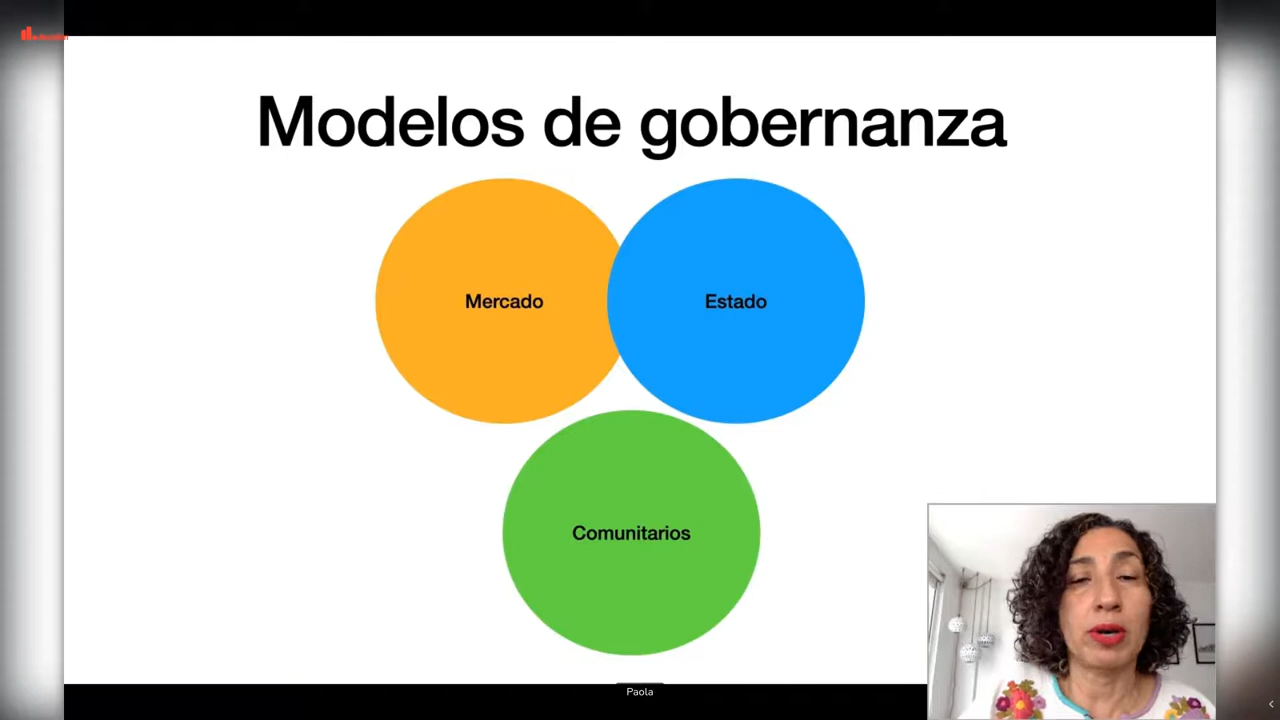 Modelos de gobernanza
Mercado
Estado
Comunitarios
Paola